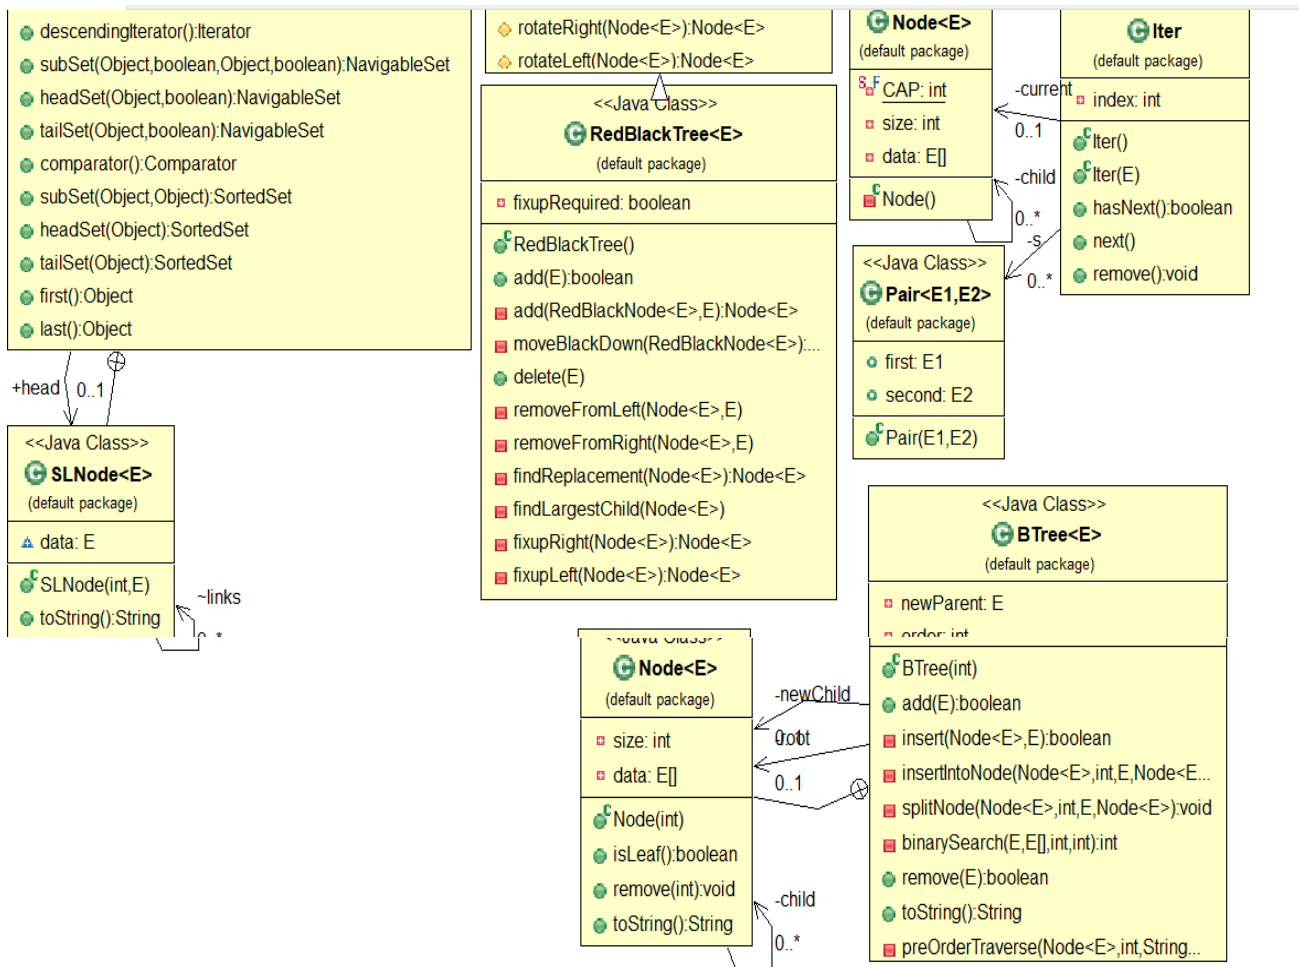 descendingIterator():Iterator
subSet(Object,boolean,Object,boolean):NavigableSet
headSet(Object,boolean):NavigableSet
tailSet(Object,boolean):NavigableSet
comparator():Comparator
subSet(Object,Object):SortedSet
headSet(Object):SortedSet
tailSet(Object):SortedSet
first():Object
last():Object
+head
0..1
<<Java Class>>
SLNode<E>
(default package)
data: E
SLNode(int,E)
toString():String
~links
0..*
rotateRight(Node<E>):Node<E>
rotateLeft(Node<E>):Node<E>
<<Java Class>>
RedBlackTree<E>
(default package)
fixupRequired: boolean
RedBlackTree()
add(E):boolean
add(RedBlackNode<E>,E):Node<E>
moveBlackDown(RedBlackNode<E>):...
delete(E)
removeFromLeft(Node<E>,E)
removeFromRight(Node<E>,E)
findReplacement(Node<E>):Node<E>
findLargestChild(Node<E>)
fixupRight(Node<E>):Node<E>
fixupLeft(Node<E>):Node<E>
Node<E>
(default package)
CAP: int
size: int
data: E[]
Node()
-current
0..1
-child
0..*
-s
0..*
Iter
(default package)
index: int
Iter()
Iter(E)
hasNext():boolean
next()
remove():void
<<Java Class>>
Pair<E1,E2>
(default package)
first: E1
second: E2
Pair(E1,E2)
<<Java Class>>
BTree<E>
(default package)
newParent: E
order: int
BTree(int)
add(E):boolean
insert(Node<E>,E):boolean
insertIntoNode(Node<E>,int,E,Node<E...
splitNode(Node<E>,int,E,Node<E>):void
binarySearch(E,E[],int,int):int
remove(E):boolean
toString():String
preOrderTraverse(Node<E>,int,String...
<<Java Class>>
Node<E>
(default package)
size: int
data: E[]
Node(int)
isLeaf():boolean
remove(int):void
toString():String
-newChild
-root
0..1
-child
0..*